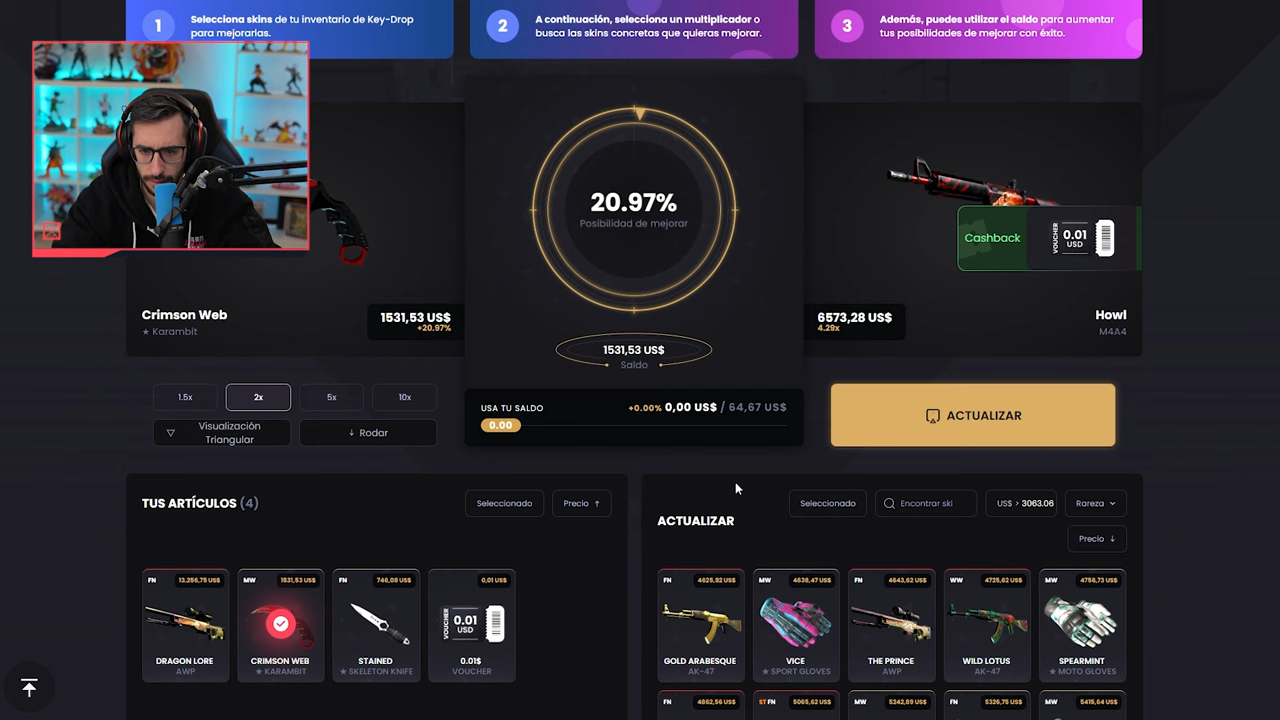 1
Selecciona skins de tu inventario de Key-Drop
para mejorarlas.
2
A continuación, selecciona un multiplicador o
busca las skins concretas que quieras mejorar.
3
Además, puedes utilizar el saldo para aumentar
tus posibilidades de mejorar con éxito.
20.97%
Posibilidad de mejorar
Cashback
VOUCHER
0.01
USD
Crimson Web
★ Karambit
1531,53 US$
+20.97%
1531,53 US$
Saldo
6573,28 US$
4.29x
Howl
M4A4
1.5x
2x
5x
10x
Visualización
Triangular
Rodar
USA TU SALDO
+0.00% 0,00 US$ / 64,67 US$
0.00
ACTUALIZAR
TUS ARTÍCULOS (4)
Seleccionado
Precio ↑
ACTUALIZAR
Seleccionado
Encontrar ski
US$ > 3063.06
Rareza
Precio ↓
FN 13.256,75 US$
DRAGON LORE
AWP
MW 1531,53 US$
CRIMSON WEB
★ KARAMBIT
FN 746,08 US$
STAINED
★ SKELETON KNIFE
0,01 US$
VOUCHER
0.01
USD
0.01$
VOUCHER
FN 4625,82 US$
GOLD ARABESQUE
AK-47
MW 4638,47 US$
VICE
★ SPORT GLOVES
FN 4643,62 US$
THE PRINCE
AWP
WW 4725,62 US$
WILD LOTUS
AK-47
MW 4756,73 US$
SPEARMINT
★ MOTO GLOVES
FN 4862,56 US$
ST FN 5065,62 US$
MW 5242,89 US$
FN 5326,75 US$
MW 5415,64 US$